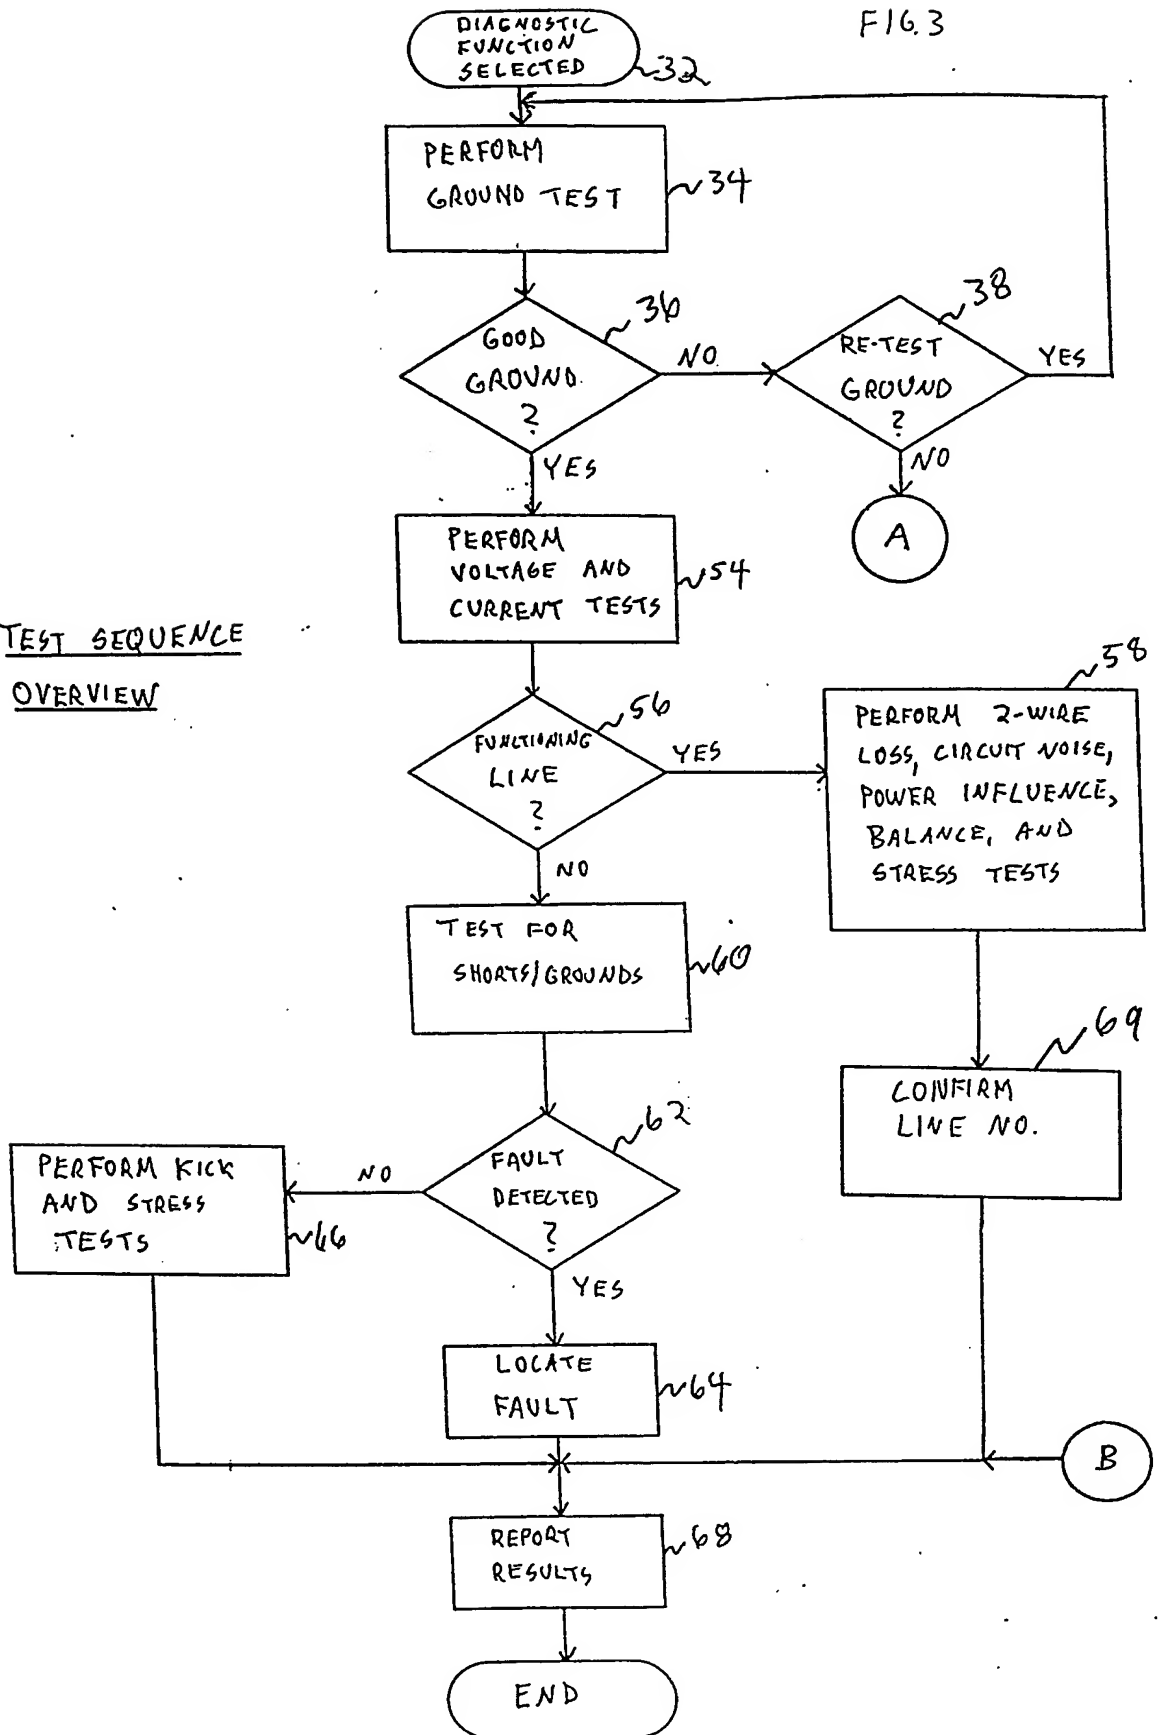 FIG. 3
DIAGNOSTIC
FUNCTION
SELECTED
32
PERFORM
GROUND TEST
34
GOOD
GROUND
?
36
NO
RE-TEST
GROUND
?
38
YES
NO
A
YES
PERFORM
VOLTAGE AND
CURRENT TESTS
54
TEST SEQUENCE
OVERVIEW
FUNCTIONING
LINE
?
56
YES
PERFORM 2-WIRE
LOSS, CIRCUIT NOISE,
POWER INFLUENCE,
BALANCE, AND
STRESS TESTS
58
NO
TEST FOR
SHORTS/GROUNDS
60
CONFIRM
LINE NO.
69
FAULT
DETECTED
?
62
NO
PERFORM KICK
AND STRESS
TESTS
66
YES
LOCATE
FAULT
64
B
REPORT
RESULTS
68
END